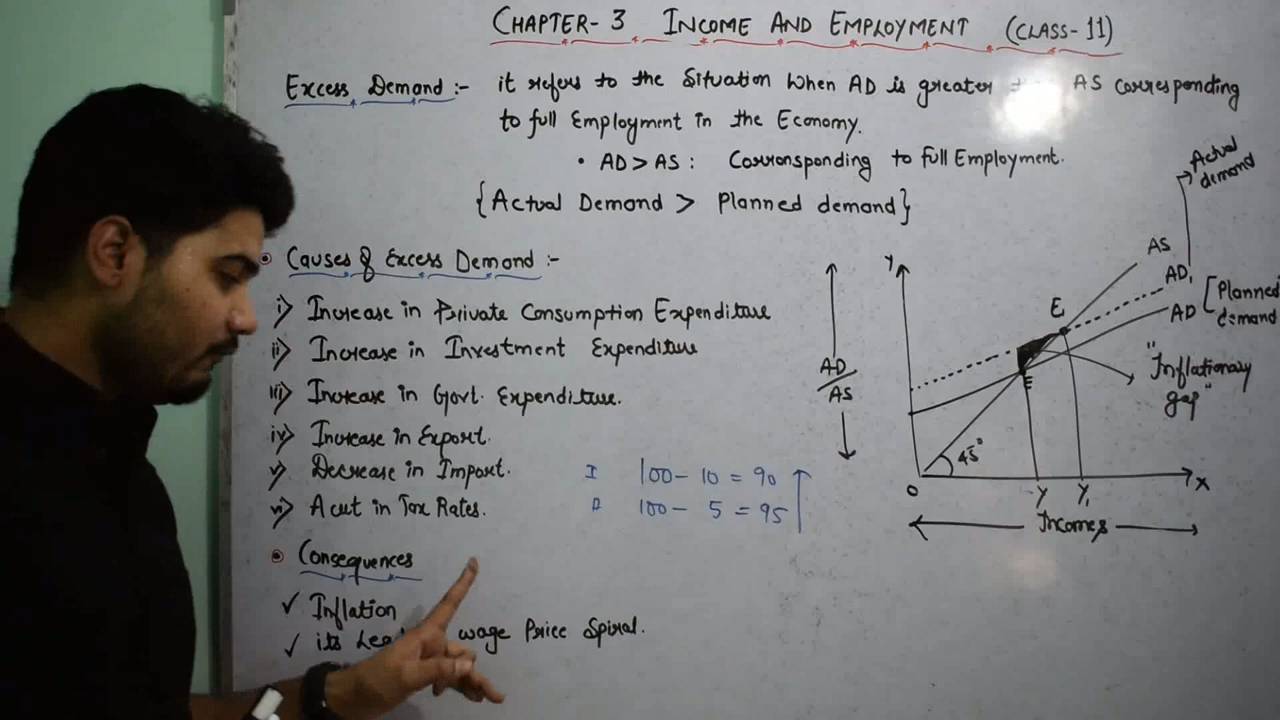 CHAPTER-3 INCOME AND EMPLOYMENT (CLASS-11)
Excess Demand :- it refers to the Situation When AD is greater AS corresponding
to full Employment in the Economy.
• AD > AS : Corronsponding to full Employment.
{Actual Demand > Planned demand}
Causes of Excess Demand :-
i) Increase in Private Consumption Expenditure
ii) Increase in Investment Expenditure
iii) Increase in Govt. Expenditure.
iv) Increase in Export.
v) Decrease in Import.
vi) A cut in Tax Rates.
I 100 - 10 = 90
100 - 5 = 95
Consequences
✓ Inflation
✓ its wage Price Spiral.
Actual
demand
Y
AS
AD1
AD
[Planned
demand
E
E
"Inflationary
gap"
AD
AS
45°
O
Y
Y1
X
Incomes